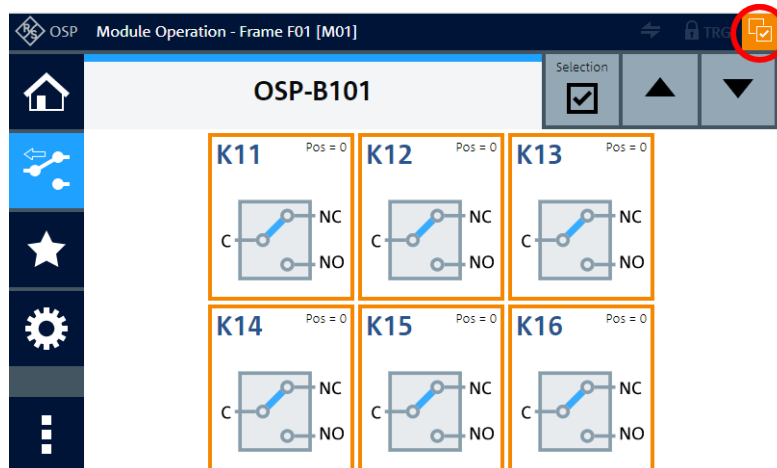 R&S OSP Module Operation - Frame F01 [M01] TRG
OSP-B101
Selection
K11 Pos = 0 K12 Pos = 0 K13 Pos = 0
NC NC NC
C C C
NO NO NO
K14 Pos = 0 K15 Pos = 0 K16 Pos = 0
NC NC NC
C C C
NO NO NO